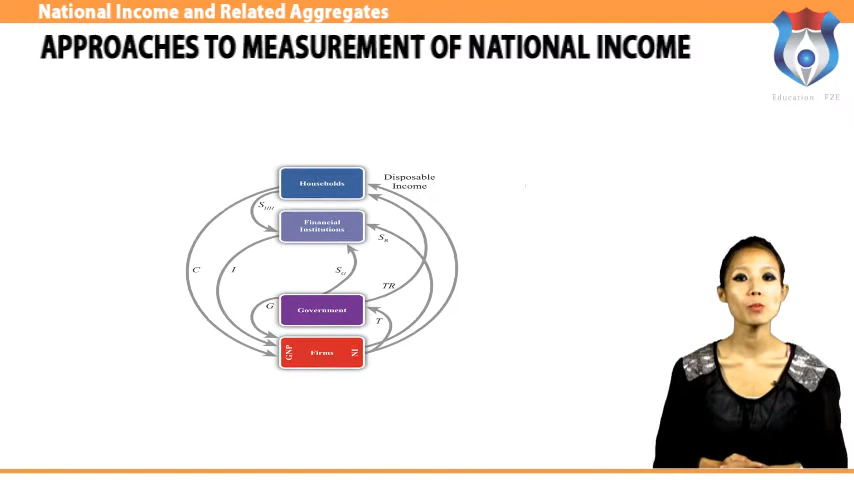 National Income and Related Aggregates
APPROACHES TO MEASUREMENT OF NATIONAL INCOME
Education FZE
Households
Disposable
Income
S_HH
Financial
Institutions
S_B
C
I
S_G
TR
G
Government
T
GNP
Firms
NI